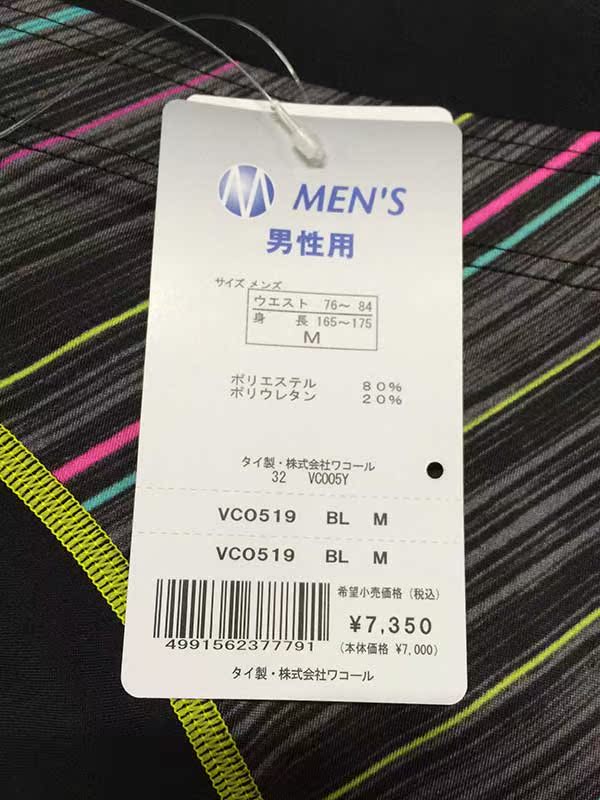 M MEN'S
男性用
サイズ メンズ
ウエスト 76〜 84
身 長 165〜175
M
ポリエステル 80%
ポリウレタン 20%
タイ製・株式会社ワコール
32 VC005Y
VCO519 BL M
VCO519 BL M
希望小売価格(税込)
¥7,350
(本体価格 ¥7,000)
4991562377791
タイ製・株式会社ワコール